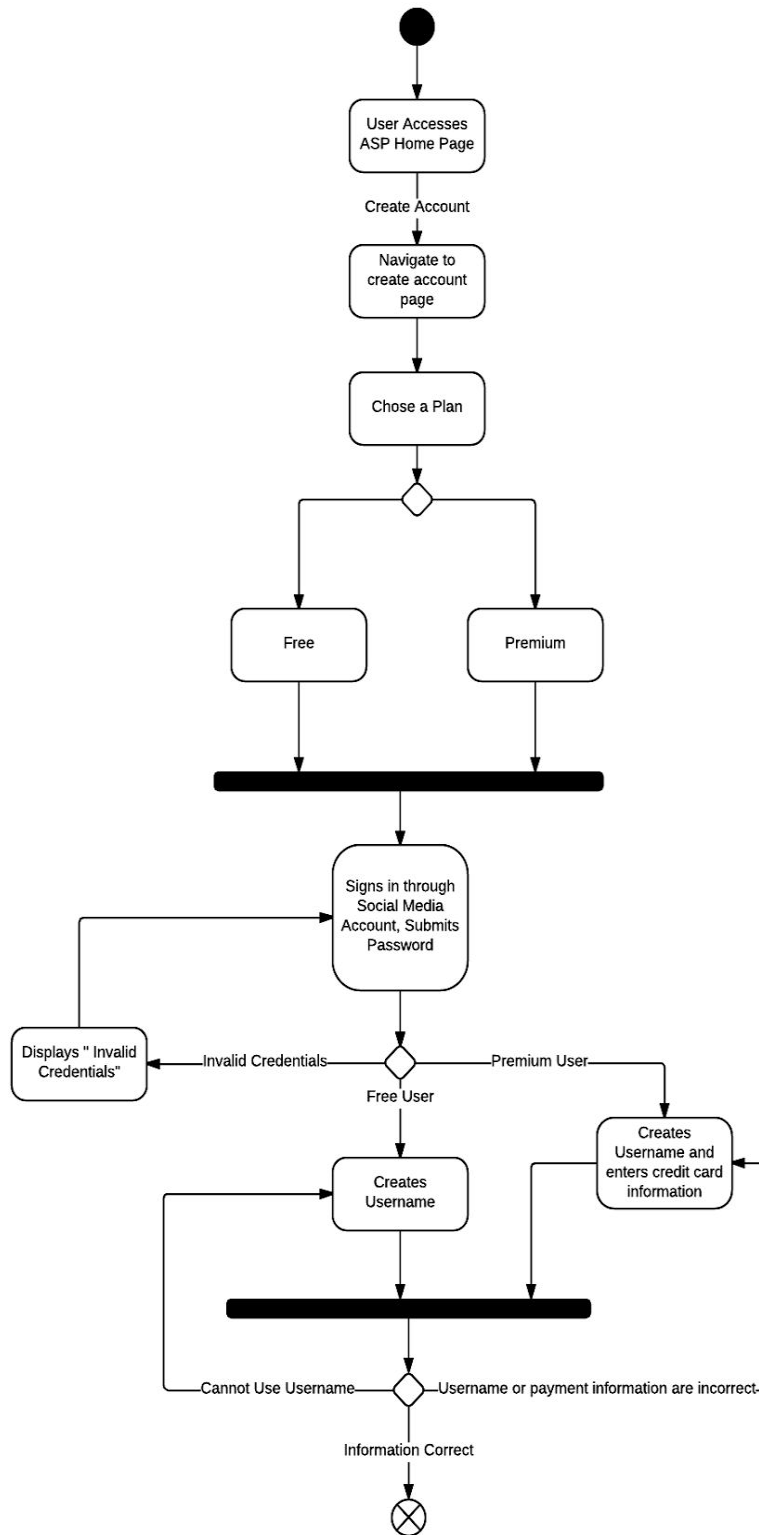 User Accesses
ASP Home Page
Create Account
Navigate to
create account
page
Chose a Plan
Free
Premium
Signs in through
Social Media
Account, Submits
Password
Displays " Invalid
Credentials"
Invalid Credentials
Premium User
Free User
Creates
Username and
enters credit card
information
Creates
Username
Cannot Use Username
Username or payment information are incorrect
Information Correct